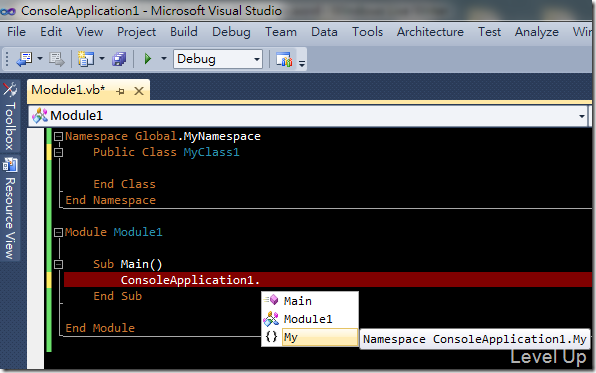 ConsoleApplication1 - Microsoft Visual Studio
File Edit View Project Build Debug Team Data Tools Architecture Test Analyze Win
Debug
Module1.vb*
Module1
Toolbox
Resource View
Namespace Global.MyNamespace
Public Class MyClass1
End Class
End Namespace
Module Module1
Sub Main()
ConsoleApplication1.
End Sub
End Module
Main
Module1
{} My
Namespace ConsoleApplication1.My
Level Up